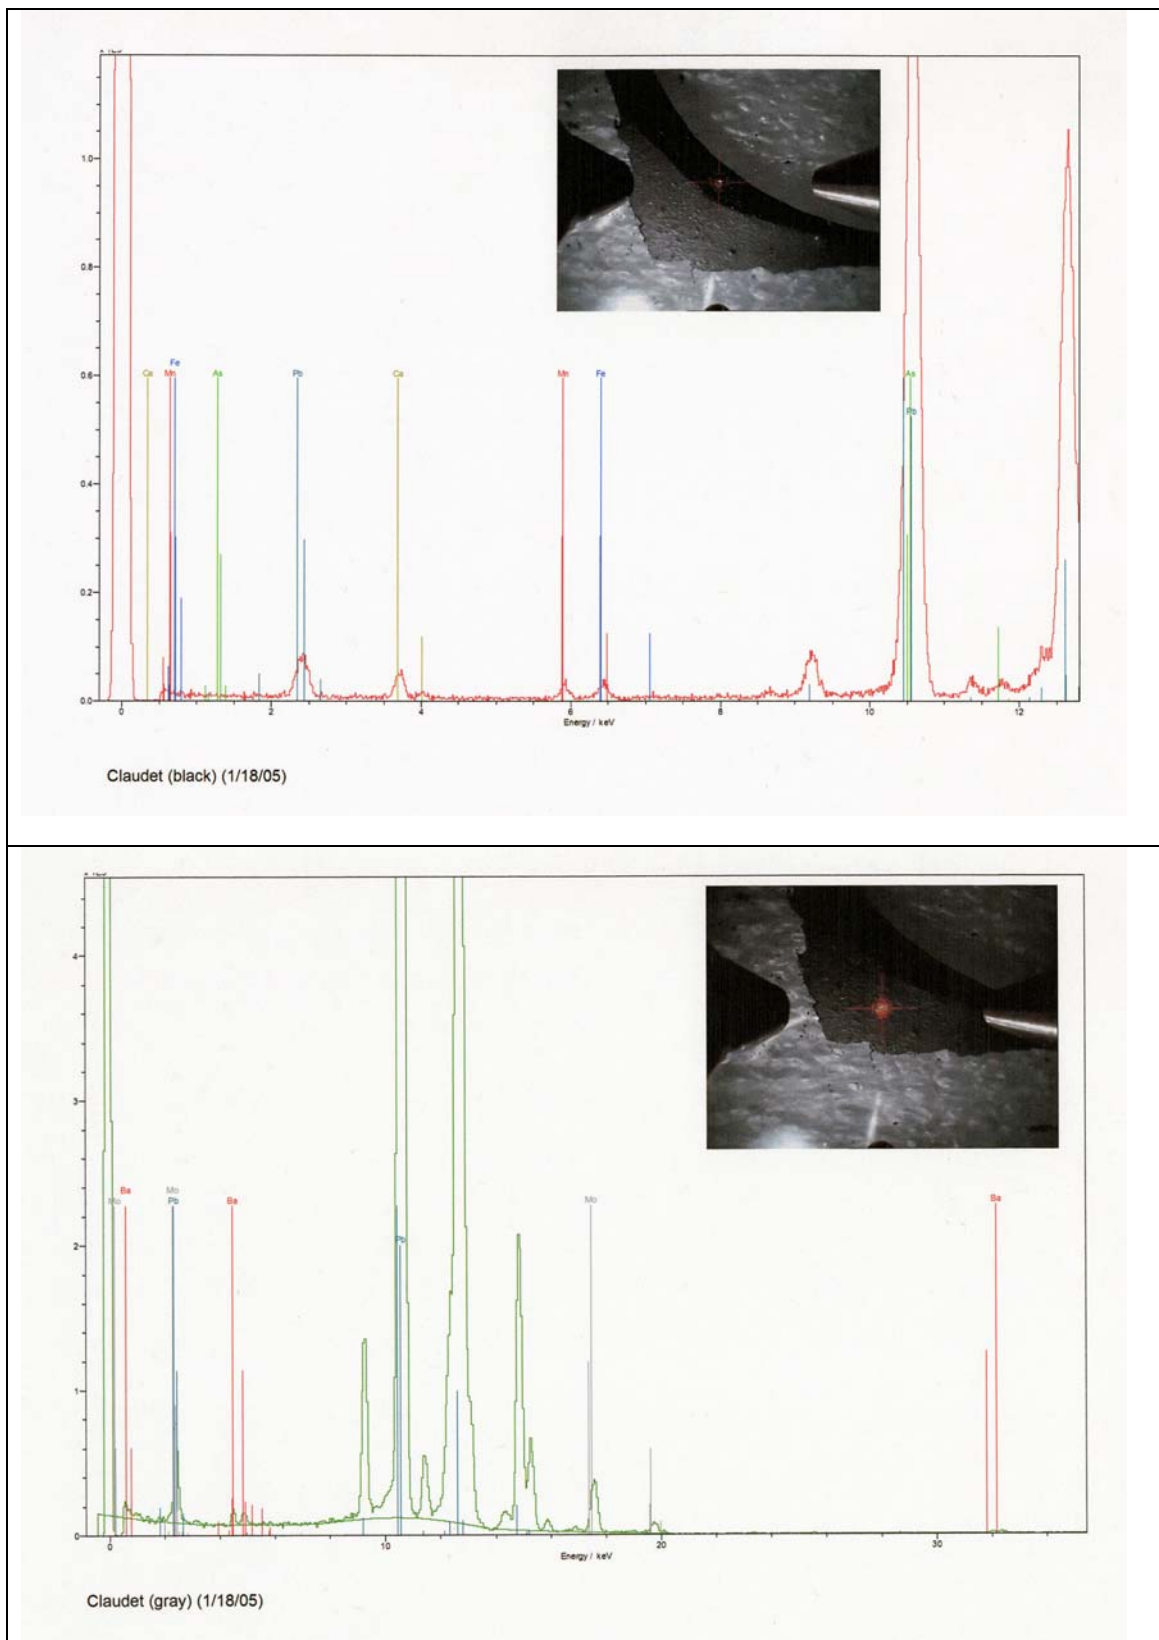 1.0
0.8
0.6
0.4
0.2
0.0
Ca Mn Fe As Pb Ca Mn Fe As
Pb
0 2 4 6 8 10 12
Energy / keV
Claudet (black) (1/18/05)
4
3
2
1
0
Mo Ba Mo Ba Mo Ba
Pb
Pb
0 10 20 30
Energy / keV
Claudet (gray) (1/18/05)